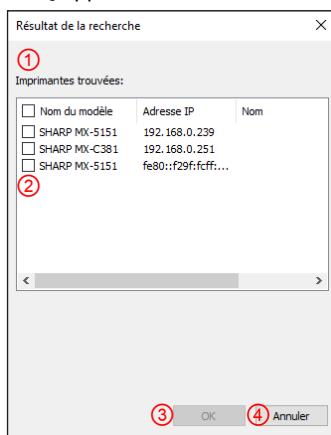 Résultat de la recherche
1
Imprimantes trouvées:
Nom du modèle Adresse IP Nom
SHARP MX-5151 192.168.0.239
SHARP MX-C381 192.168.0.251
SHARP MX-5151 fe80::f29f:fcff:...
2
3 OK 4 Annuler